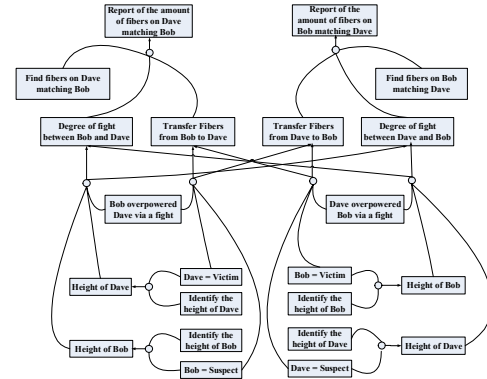 Report of the amount
of fibers on Dave
matching Bob
Report of the
amount of fibers on
Bob matching Dave
Find fibers on Dave
matching Bob
Find fibers on Bob
matching Dave
Degree of fight
between Bob and Dave
Transfer Fibers
from Bob to Dave
Transfer Fibers
from Dave to Bob
Degree of fight
between Dave and Bob
Bob overpowered
Dave via a fight
Dave overpowered
Bob via a fight
Height of Dave
Dave = Victim
Identify the
height of Dave
Bob = Victim
Identify the
height of Bob
Height of Bob
Height of Bob
Identify the
height of Bob
Bob = Suspect
Identify the
height of Dave
Dave = Suspect
Height of Dave